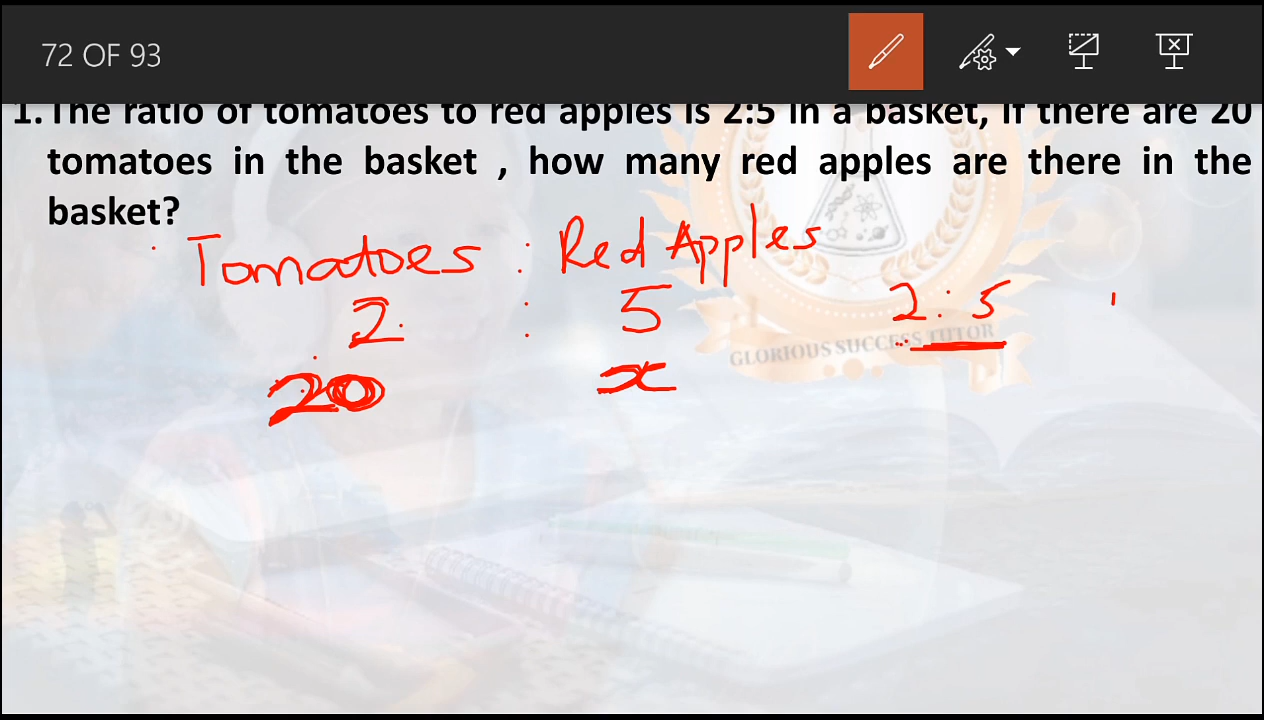 72 OF 93
1. The ratio of tomatoes to red apples is 2:5 in a basket, if there are 20
tomatoes in the basket , how many red apples are there in the
basket?
Tomatoes : Red Apples
2 : 5 2:5
GLORIOUS SUCCESS TUTOR
20 x